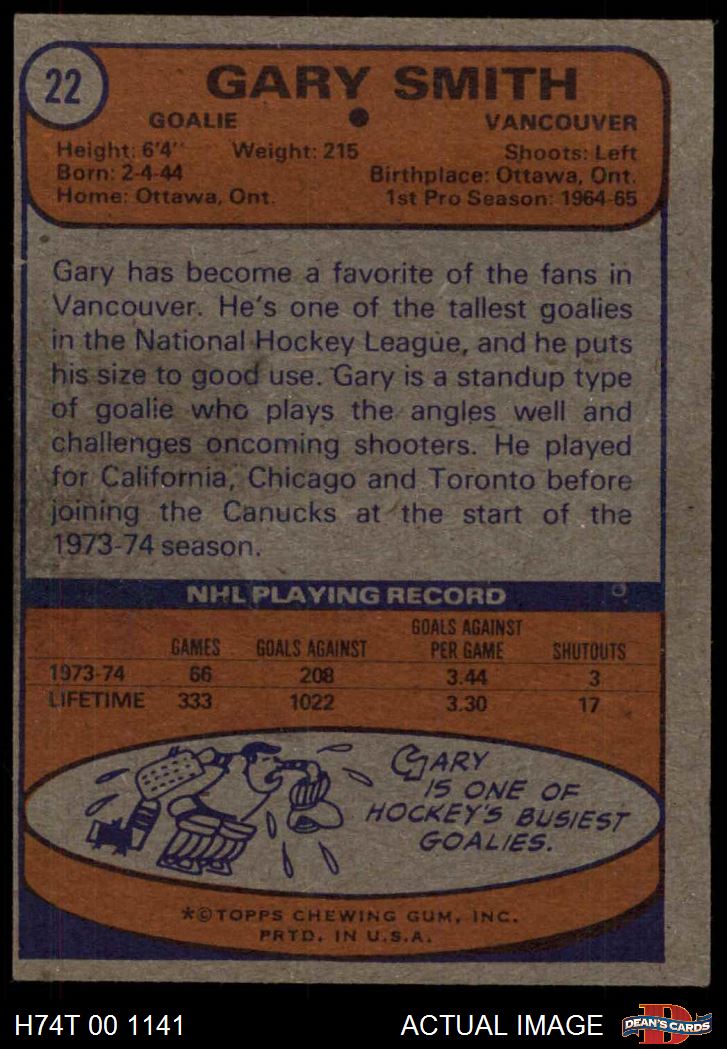 22
GARY SMITH
GOALIE
VANCOUVER
Height: 6'4" Weight: 215 Shoots: Left
Born: 2-4-44 Birthplace: Ottawa, Ont.
Home: Ottawa, Ont. 1st Pro Season: 1964-65
Gary has become a favorite of the fans in
Vancouver. He's one of the tallest goalies
in the National Hockey League, and he puts
his size to good use. Gary is a standup type
of goalie who plays the angles well and
challenges oncoming shooters. He played
for California, Chicago and Toronto before
joining the Canucks at the start of the
1973-74 season.
NHL PLAYING RECORD
GAMES GOALS AGAINST GOALS AGAINST PER GAME SHUTOUTS
1973-74 66 208 3.44 3
LIFETIME 333 1022 3.30 17
GARY
IS ONE OF
HOCKEY'S BUSIEST
GOALIES.
*©TOPPS CHEWING GUM, INC.
PRTD. IN U.S.A.
H74T 00 1141 ACTUAL IMAGE
D
DEAN'S CARDS